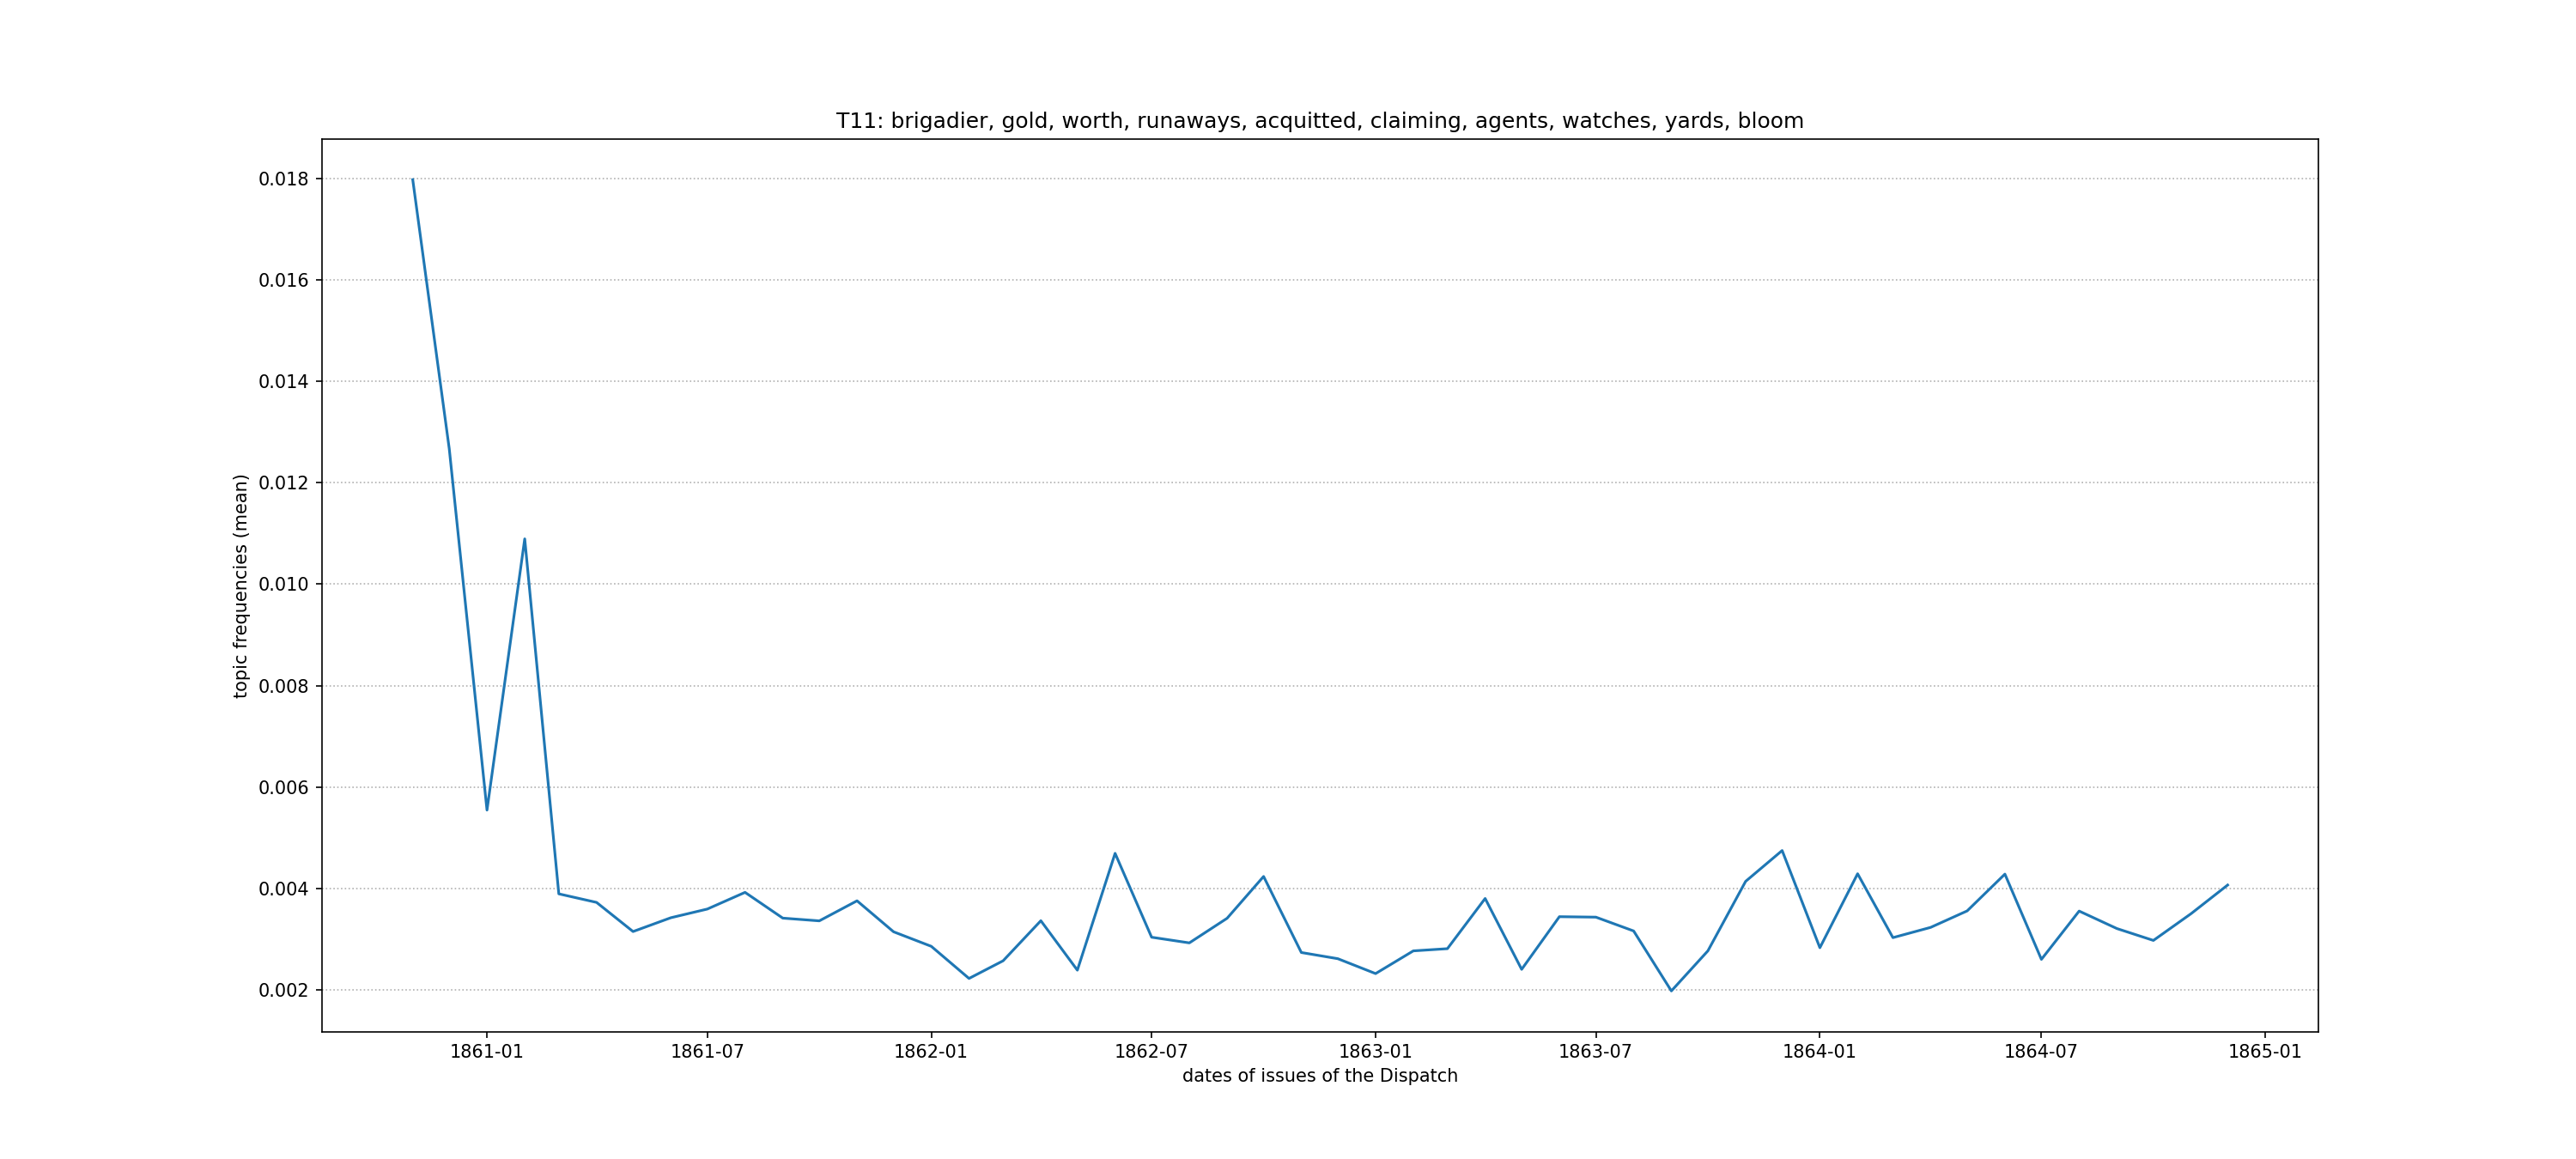 T11: brigadier, gold, worth, runaways, acquitted, claiming, agents, watches, yards, bloom
topic frequencies (mean)
0.018
0.016
0.014
0.012
0.010
0.008
0.006
0.004
0.002
1861-01 1861-07 1862-01 1862-07 1863-01 1863-07 1864-01 1864-07 1865-01
dates of issues of the Dispatch